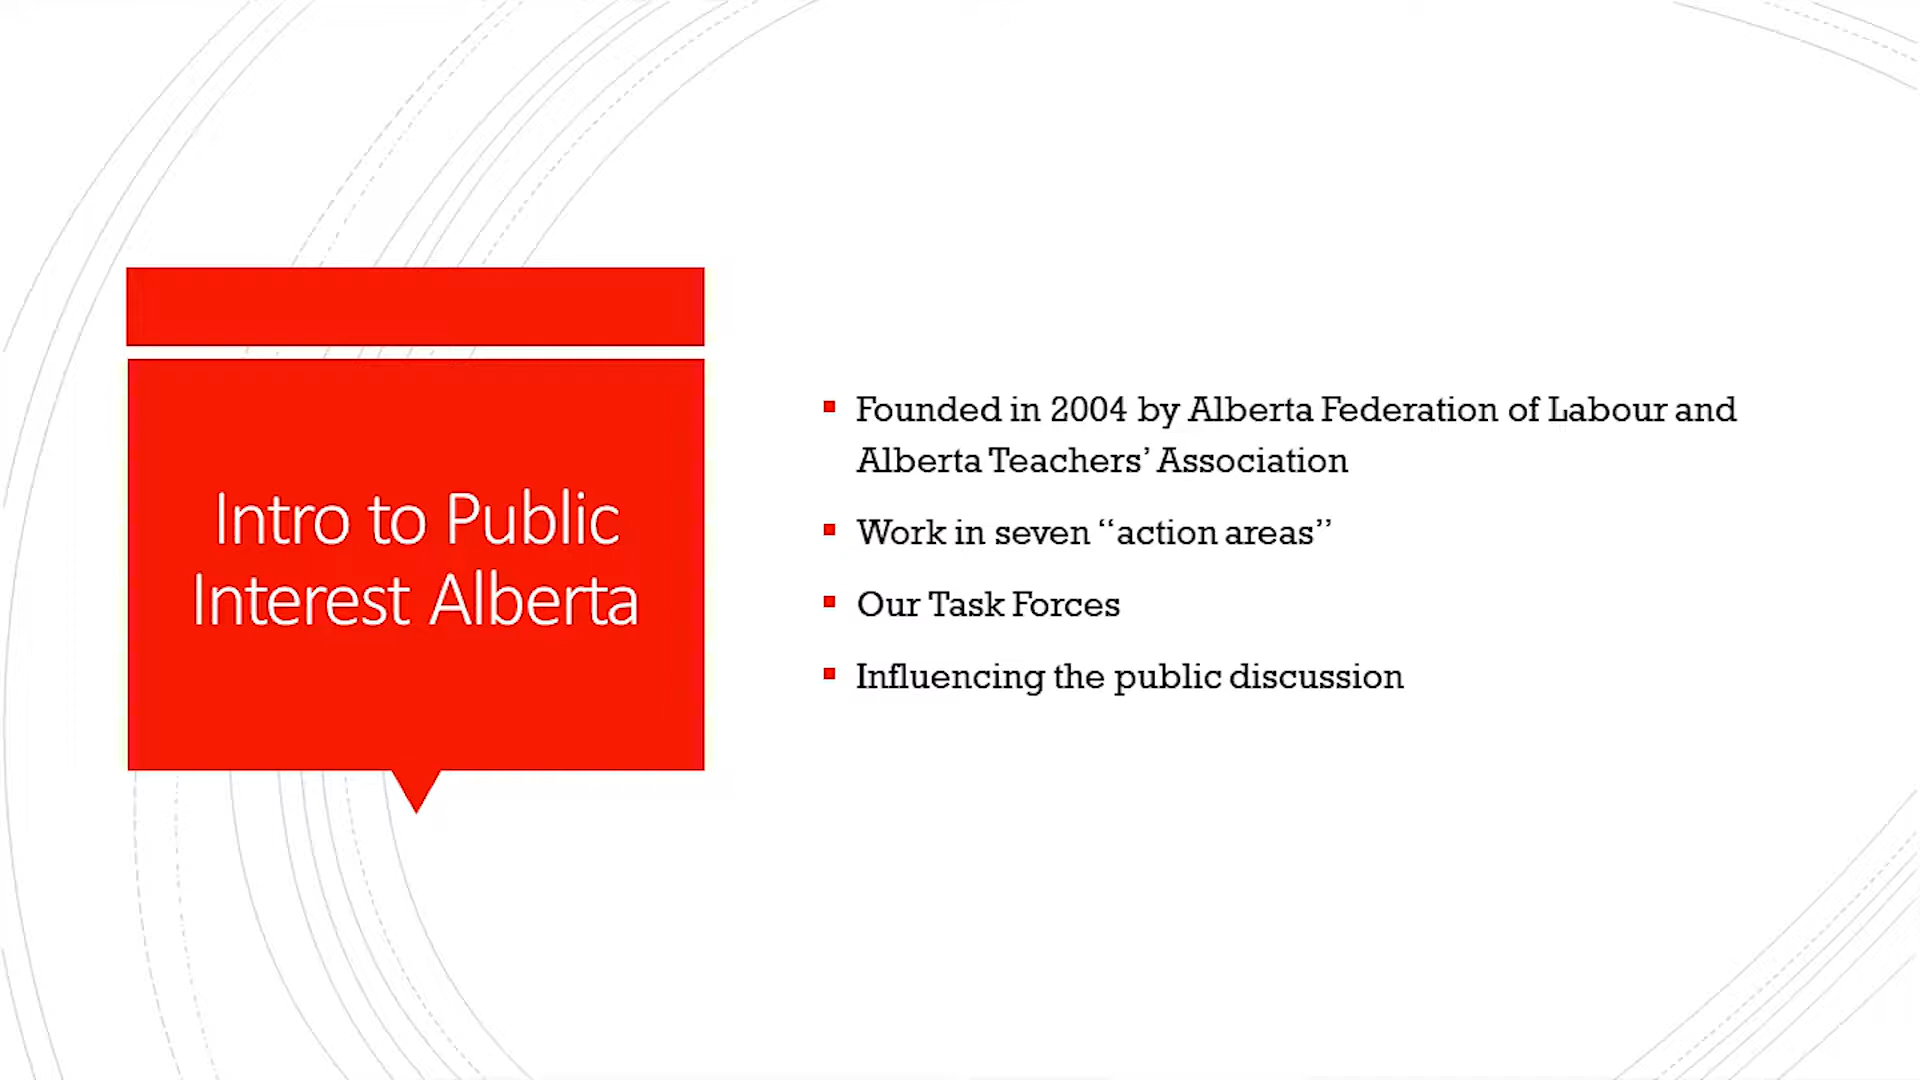 Intro to Public
Interest Alberta
Founded in 2004 by Alberta Federation of Labour and
Alberta Teachers’ Association
Work in seven “action areas”
Our Task Forces
Influencing the public discussion